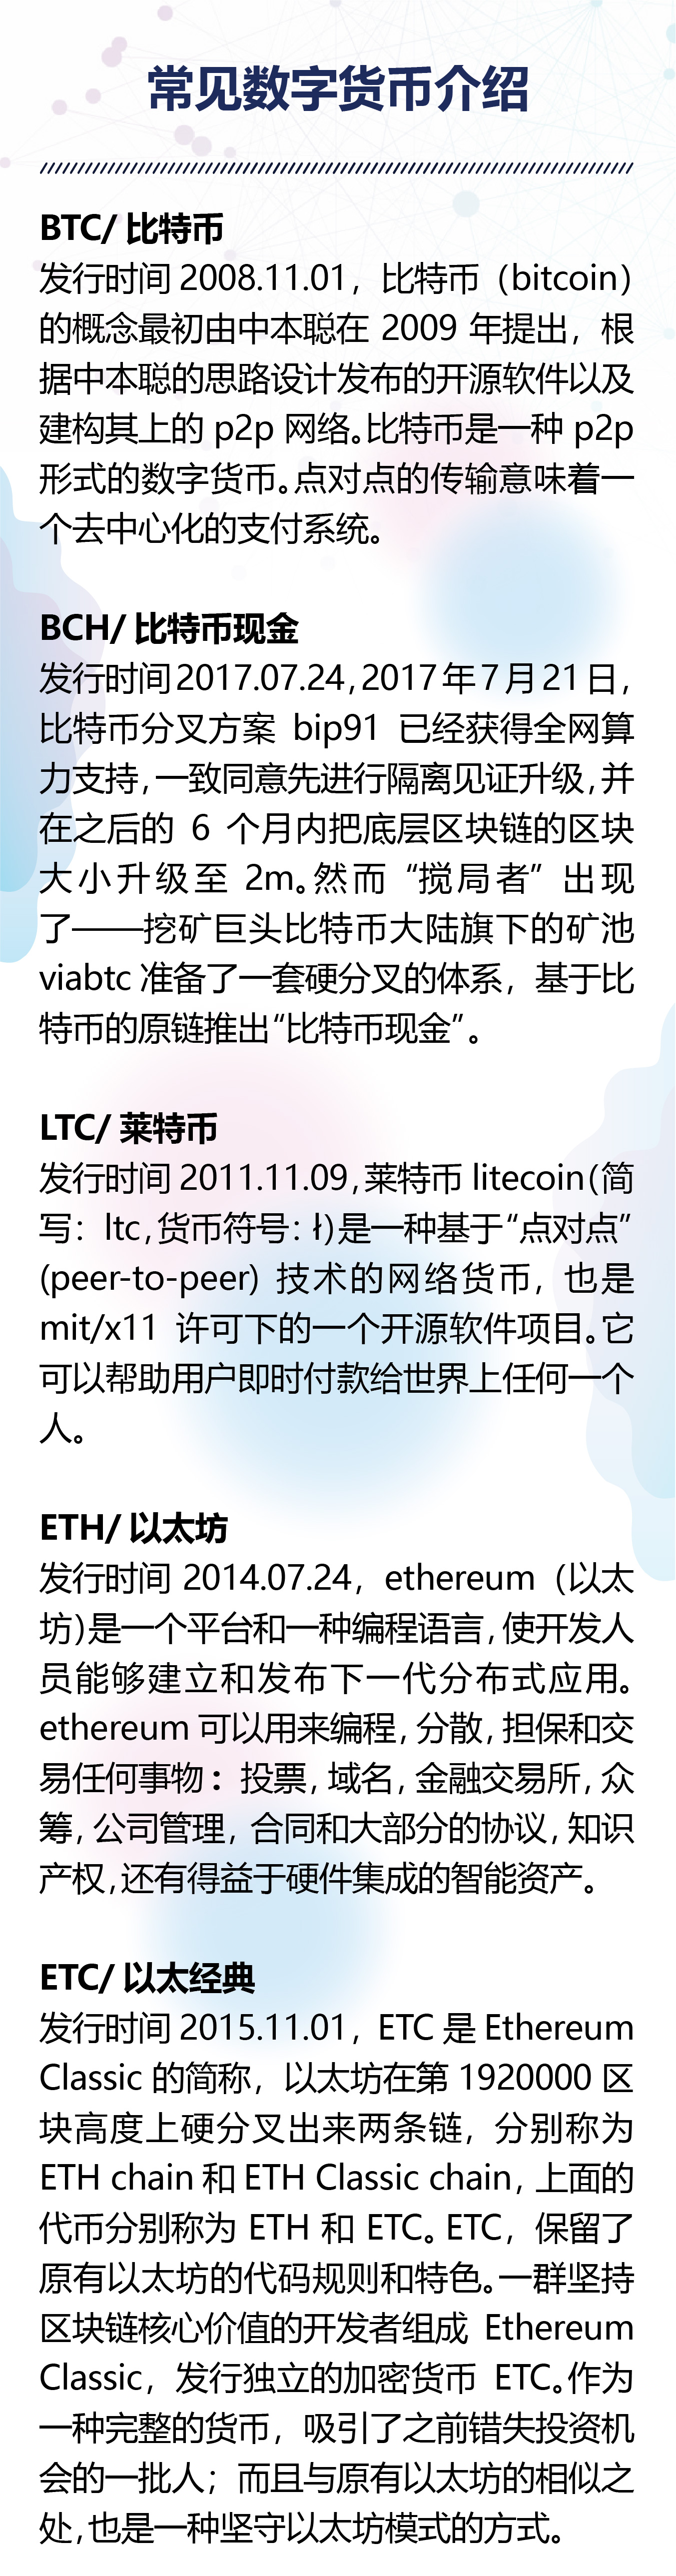 常见数字货币介绍
BTC/ 比特币
发行时间 2008.11.01，比特币（bitcoin）
的概念最初由中本聪在 2009 年提出，根
据中本聪的思路设计发布的开源软件以及
建构其上的 p2p 网络。比特币是一种 p2p
形式的数字货币。点对点的传输意味着一
个去中心化的支付系统。
BCH/ 比特币现金
发行时间2017.07.24,2017年7月21日，
比特币分叉方案 bip91 已经获得全网算
力支持，一致同意先进行隔离见证升级，并
在之后的 6 个月内把底层区块链的区块
大小升级至 2m。然而 “搅局者” 出现
了——挖矿巨头比特币大陆旗下的矿池
viabtc 准备了一套硬分叉的体系，基于比
特币的原链推出“比特币现金”。
LTC/ 莱特币
发行时间 2011.11.09,莱特币 litecoin(简
写：ltc,货币符号：ł)是一种基于“点对点”
(peer-to-peer) 技术的网络货币，也是
mit/x11 许可下的一个开源软件项目。它
可以帮助用户即时付款给世界上任何一个
人。
ETH/ 以太坊
发行时间 2014.07.24，ethereum（以太
坊)是一个平台和一种编程语言，使开发人
员能够建立和发布下一代分布式应用。
ethereum 可以用来编程，分散，担保和交
易任何事物：投票，域名，金融交易所，众
筹，公司管理，合同和大部分的协议，知识
产权，还有得益于硬件集成的智能资产。
ETC/ 以太经典
发行时间 2015.11.01，ETC 是 Ethereum
Classic 的简称，以太坊在第 1920000 区
块高度上硬分叉出来两条链，分别称为
ETH chain 和 ETH Classic chain，上面的
代币分别称为 ETH 和 ETC。ETC，保留了
原有以太坊的代码规则和特色。一群坚持
区块链核心价值的开发者组成 Ethereum
Classic，发行独立的加密货币 ETC。作为
一种完整的货币，吸引了之前错失投资机
会的一批人；而且与原有以太坊的相似之
处，也是一种坚守以太坊模式的方式。